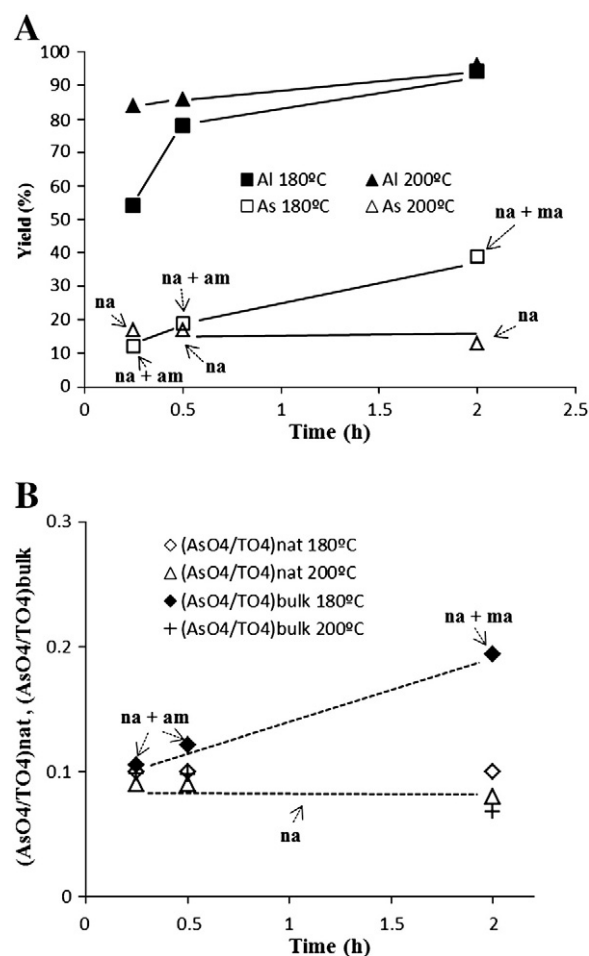 A
100
90
80
70
60
50
40
30
20
10
0
Yield (%)
■ Al 180ºC ▲ Al 200ºC
□ As 180ºC △ As 200ºC
na + ma
na + am
na
na
na + am
na
0 0.5 1 1.5 2 2.5
Time (h)
B
0.3
0.2
0.1
0
(AsO4/TO4)nat , (AsO4/TO4)bulk
◇ (AsO4/TO4)nat 180ºC
△ (AsO4/TO4)nat 200ºC
◆ (AsO4/TO4)bulk 180ºC
+ (AsO4/TO4)bulk 200ºC
na + ma
na + am
na
0 0.5 1 1.5 2
Time (h)